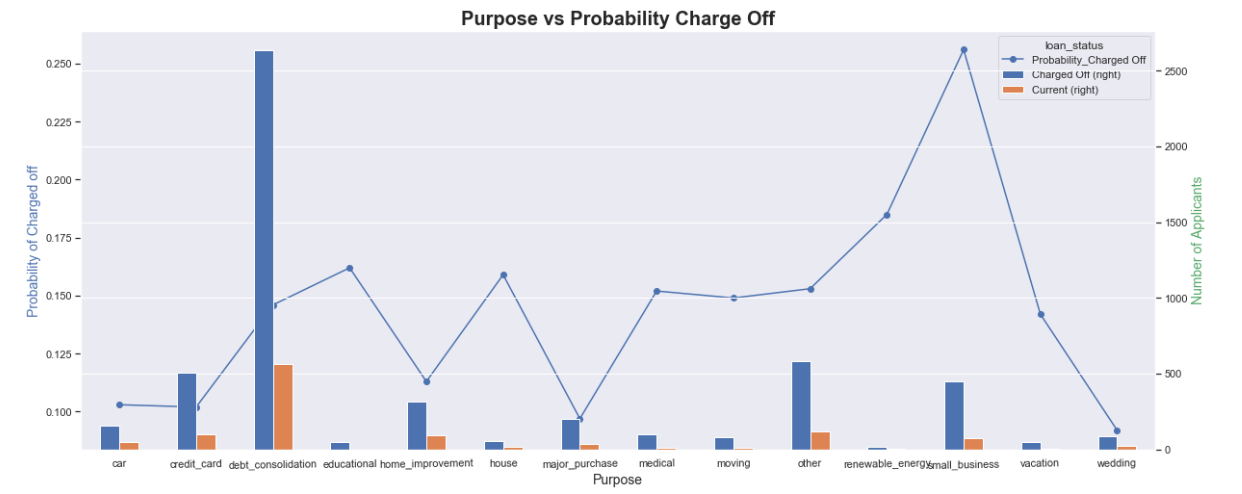 Purpose vs Probability Charge Off
loan_status
Probability_Charged Off
Charged Off (right)
Current (right)
Probability of Charged off
0.250
0.225
0.200
0.175
0.150
0.125
0.100
2500
2000
1500
1000
500
0
Number of Applicants
car credit_card debt_consolidation educational home_improvement house major_purchase medical moving other renewable_energy small_business vacation wedding
Purpose